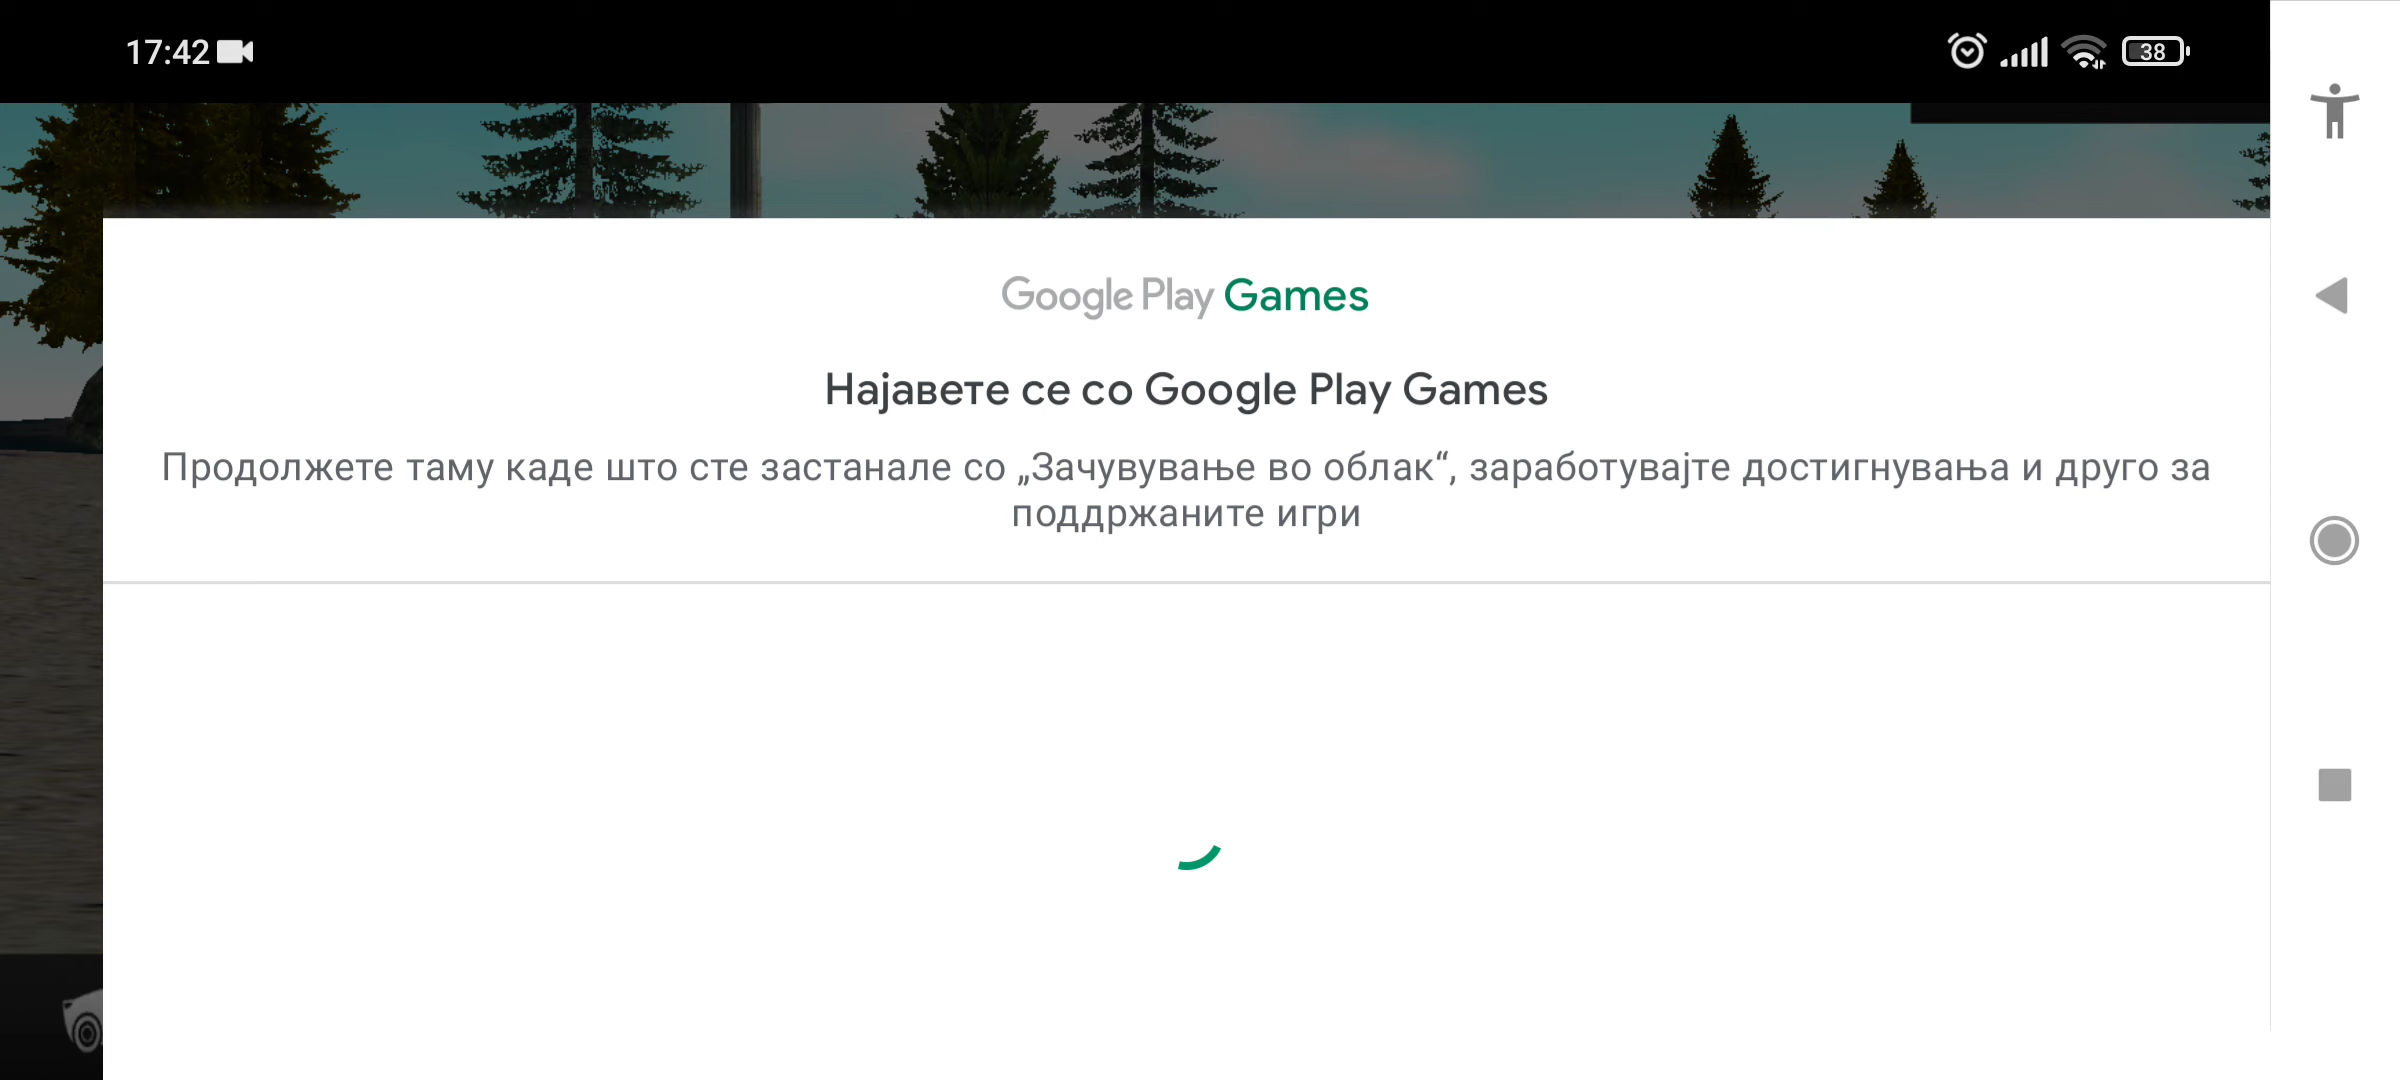 17:42
38
Google Play Games
Најавете се со Google Play Games
Продолжете таму каде што сте застанале со „Зачувување во облак“, заработувајте достигнувања и друго за
поддржаните игри